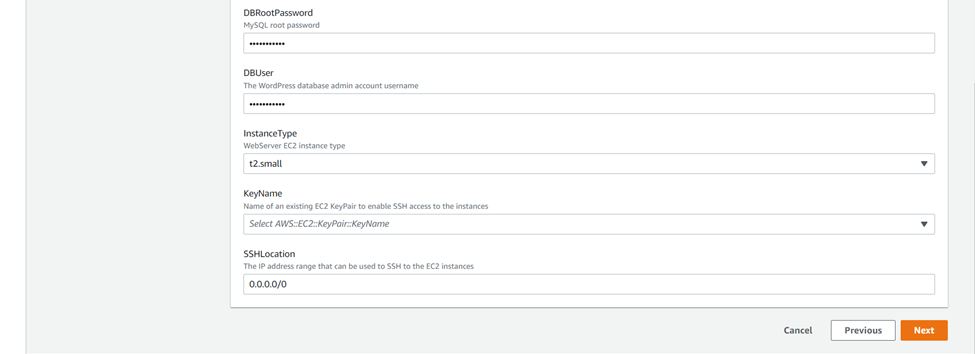 DBRootPassword
MySQL root password
•••••••••••
DBUser
The WordPress database admin account username
•••••••••••
InstanceType
WebServer EC2 instance type
t2.small
KeyName
Name of an existing EC2 KeyPair to enable SSH access to the instances
Select AWS::EC2::KeyPair::KeyName
SSHLocation
The IP address range that can be used to SSH to the EC2 instances
0.0.0.0/0
Cancel Previous Next